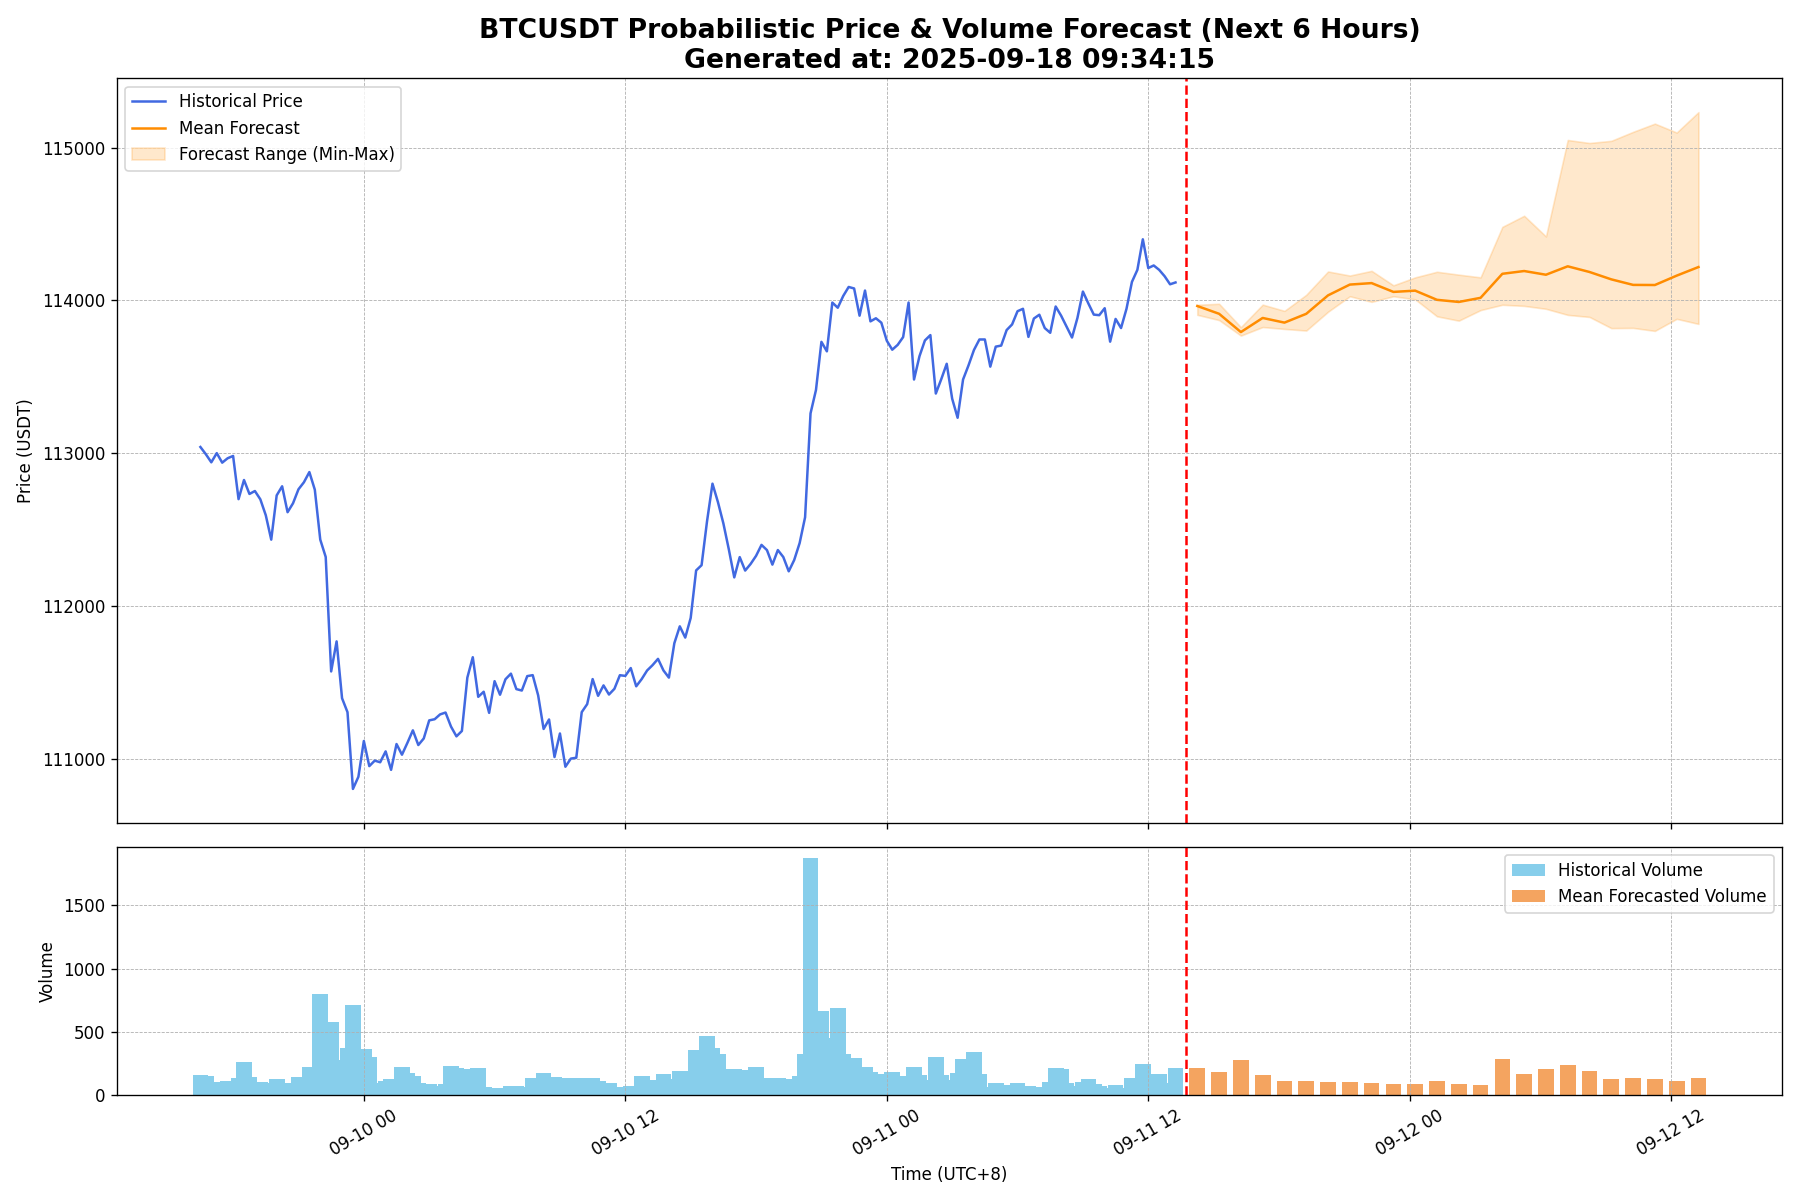 BTCUSDT Probabilistic Price & Volume Forecast (Next 6 Hours)
Generated at: 2025-09-18 09:34:15
Historical Price
Mean Forecast
Forecast Range (Min-Max)
115000
114000
113000
112000
111000
Price (USDT)
Historical Volume
Mean Forecasted Volume
1500
1000
500
0
Volume
09-10 00
09-10 12
09-11 00
09-11 12
09-12 00
09-12 12
Time (UTC+8)